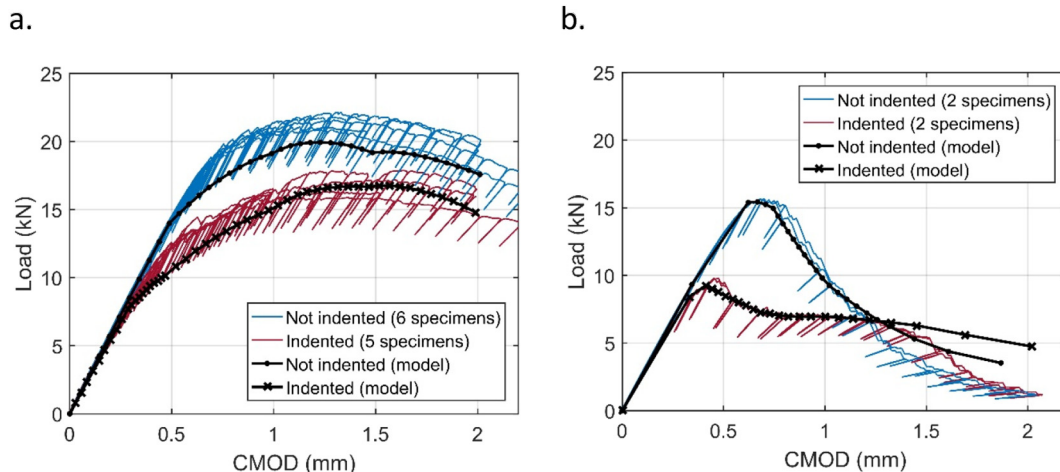 a.
b.
25
20
15
10
5
0
Load (kN)
Not indented (6 specimens)
Indented (5 specimens)
Not indented (model)
Indented (model)
0
0.5
1
1.5
2
CMOD (mm)
25
20
15
10
5
0
Load (kN)
Not indented (2 specimens)
Indented (2 specimens)
Not indented (model)
Indented (model)
0
0.5
1
1.5
2
CMOD (mm)